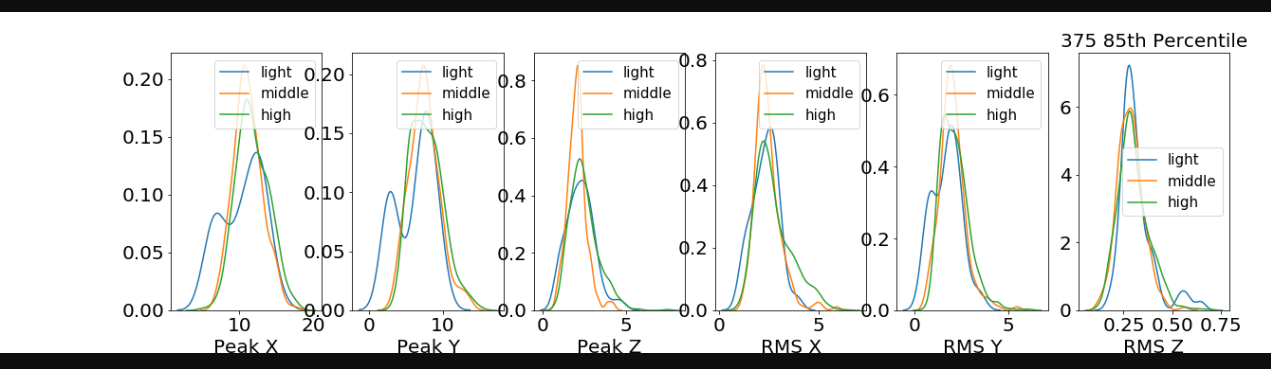 375 85th Percentile
light
middle
high
0.20
0.15
0.10
0.05
0.00
10
20
Peak X
light
middle
high
0.20
0.15
0.10
0.05
0.00
0
10
Peak Y
light
middle
high
0.8
0.6
0.4
0.2
0.0
0
5
Peak Z
light
middle
high
0.8
0.6
0.4
0.2
0.0
0
5
RMS X
light
middle
high
0.6
0.4
0.2
0.0
0
5
RMS Y
light
middle
high
6
4
2
0
0.25
0.50
0.75
RMS Z